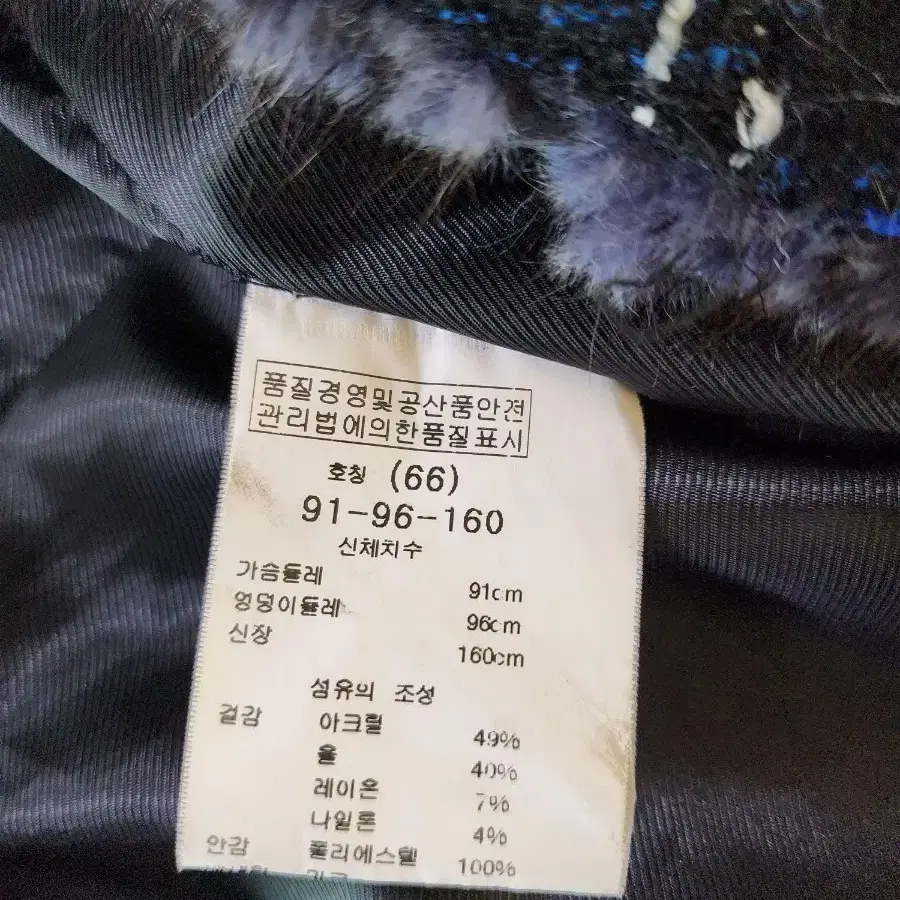 품질경영및공산품안전
관리법에의한품질표시
호칭 (66)
91-96-160
신체치수
가슴둘레 91cm
엉덩이둘레 96cm
신장 160cm
섬유의 조성
겉감 아크릴 49%
울 40%
레이온 7%
나일론 4%
안감 폴리에스텔 100%